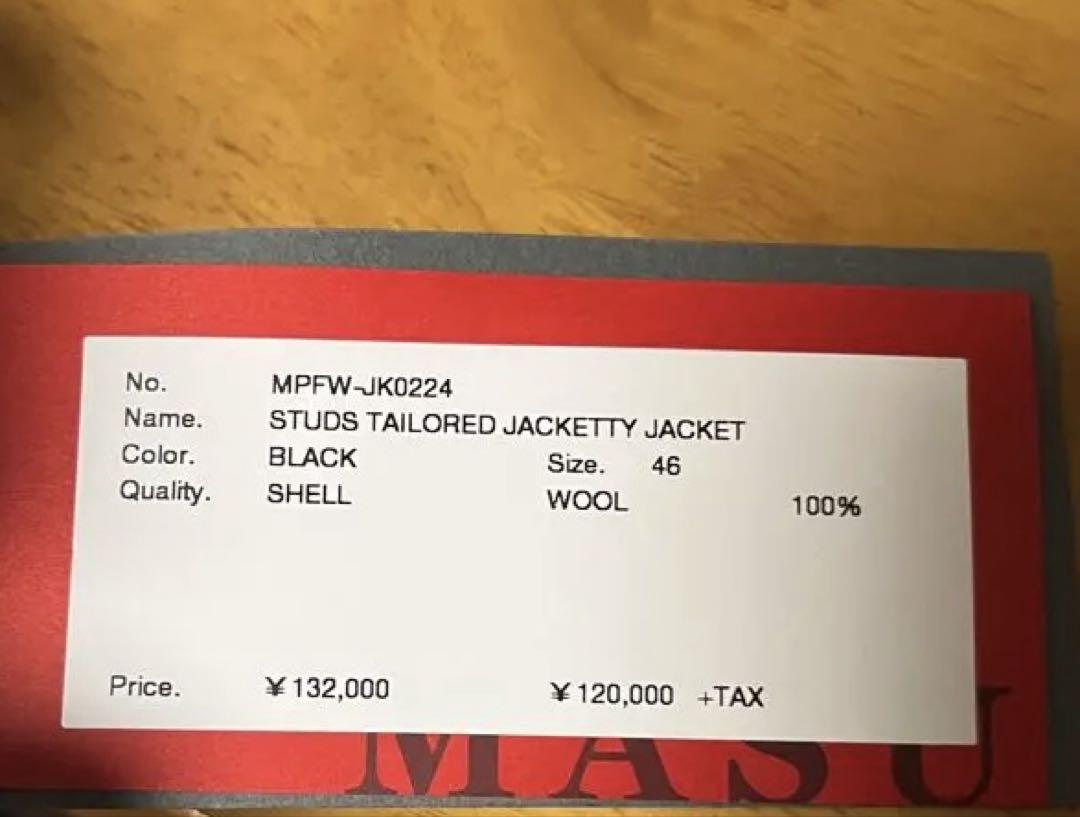 No. MPFW-JK0224
Name. STUDS TAILORED JACKETTY JACKET
Color. BLACK Size. 46
Quality. SHELL WOOL 100%
Price. ¥132,000 ¥120,000 +TAX
MASU